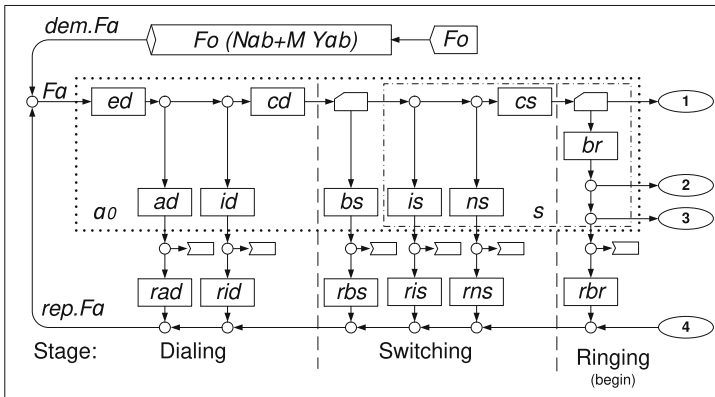 dem.Fa
Fo (Nab+M Yab)
Fo
Fa
ed
cd
cs
1
br
2
3
ad
id
bs
is
ns
s
a0
rad
rid
rbs
ris
rns
rbr
rep.Fa
4
Stage:
Dialing
Switching
Ringing
(begin)